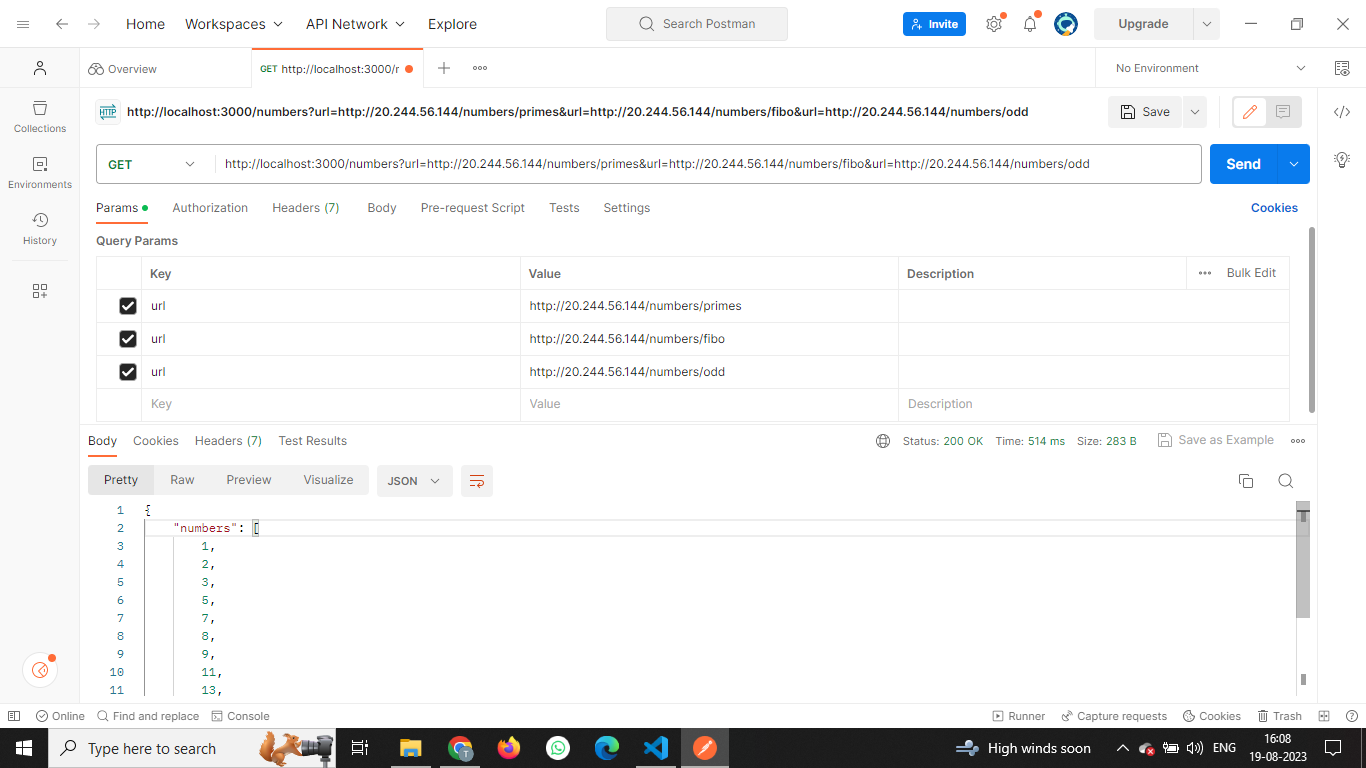 Home Workspaces API Network Explore Search Postman Invite Upgrade
Overview GET http://localhost:3000/r No Environment
HTTP http://localhost:3000/numbers?url=http://20.244.56.144/numbers/primes&url=http://20.244.56.144/numbers/fibo&url=http://20.244.56.144/numbers/odd Save
Collections
Environments
History
GET http://localhost:3000/numbers?url=http://20.244.56.144/numbers/primes&url=http://20.244.56.144/numbers/fibo&url=http://20.244.56.144/numbers/odd Send
Params Authorization Headers (7) Body Pre-request Script Tests Settings Cookies
Query Params
Key Value Description Bulk Edit
url http://20.244.56.144/numbers/primes
url http://20.244.56.144/numbers/fibo
url http://20.244.56.144/numbers/odd
Key Value Description
Body Cookies Headers (7) Test Results Status: 200 OK Time: 514 ms Size: 283 B Save as Example
Pretty Raw Preview Visualize JSON
1 {
2 "numbers": [
3 1,
4 2,
5 3,
6 5,
7 7,
8 8,
9 9,
10 11,
11 13,
Online Find and replace Console Runner Capture requests Cookies Trash
Type here to search High winds soon ENG 16:08
19-08-2023